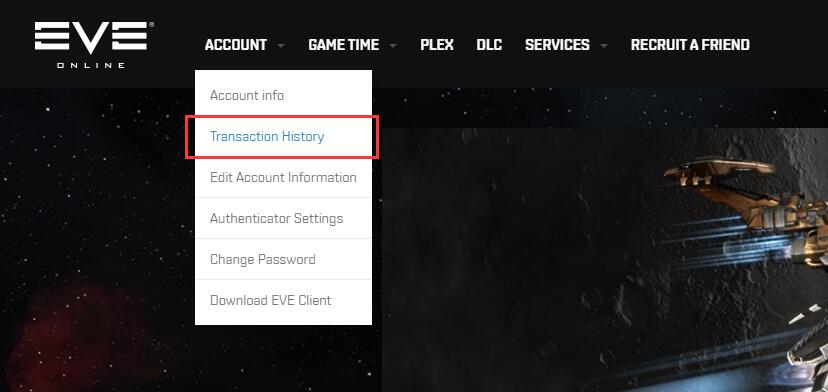 EVE®
ONLINE
ACCOUNT GAME TIME PLEX DLC SERVICES RECRUIT A FRIEND
Account info
Transaction History
Edit Account Information
Authenticator Settings
Change Password
Download EVE Client